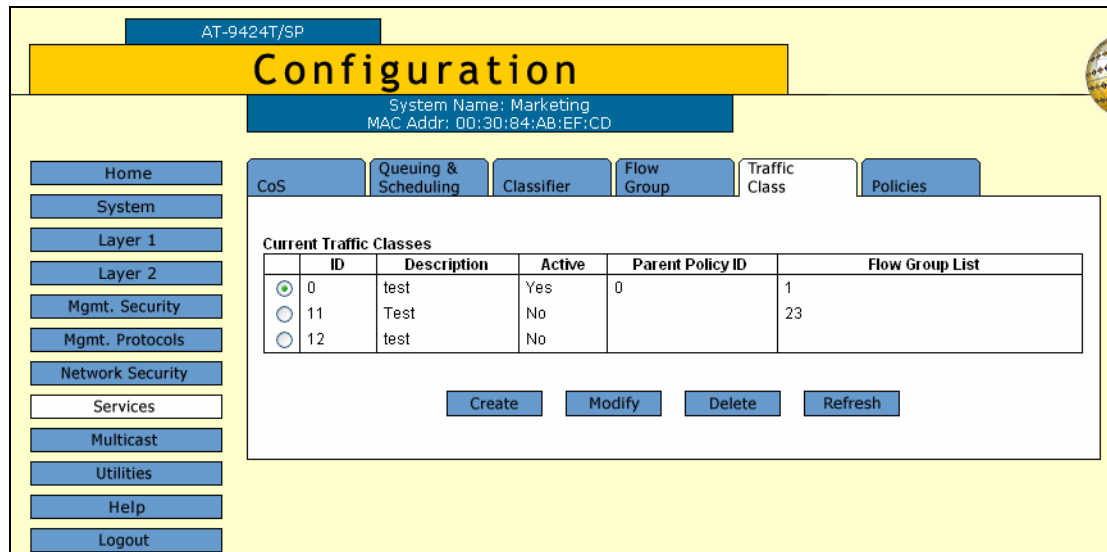 AT-9424T/SP
Configuration
System Name: Marketing
MAC Addr: 00:30:84:AB:EF:CD
Home
System
Layer 1
Layer 2
Mgmt. Security
Mgmt. Protocols
Network Security
Services
Multicast
Utilities
Help
Logout
CoS
Queuing &
Scheduling
Classifier
Flow
Group
Traffic
Class
Policies
Current Traffic Classes
ID Description Active Parent Policy ID Flow Group List
0 test Yes 0 1
11 Test No 23
12 test No
Create Modify Delete Refresh